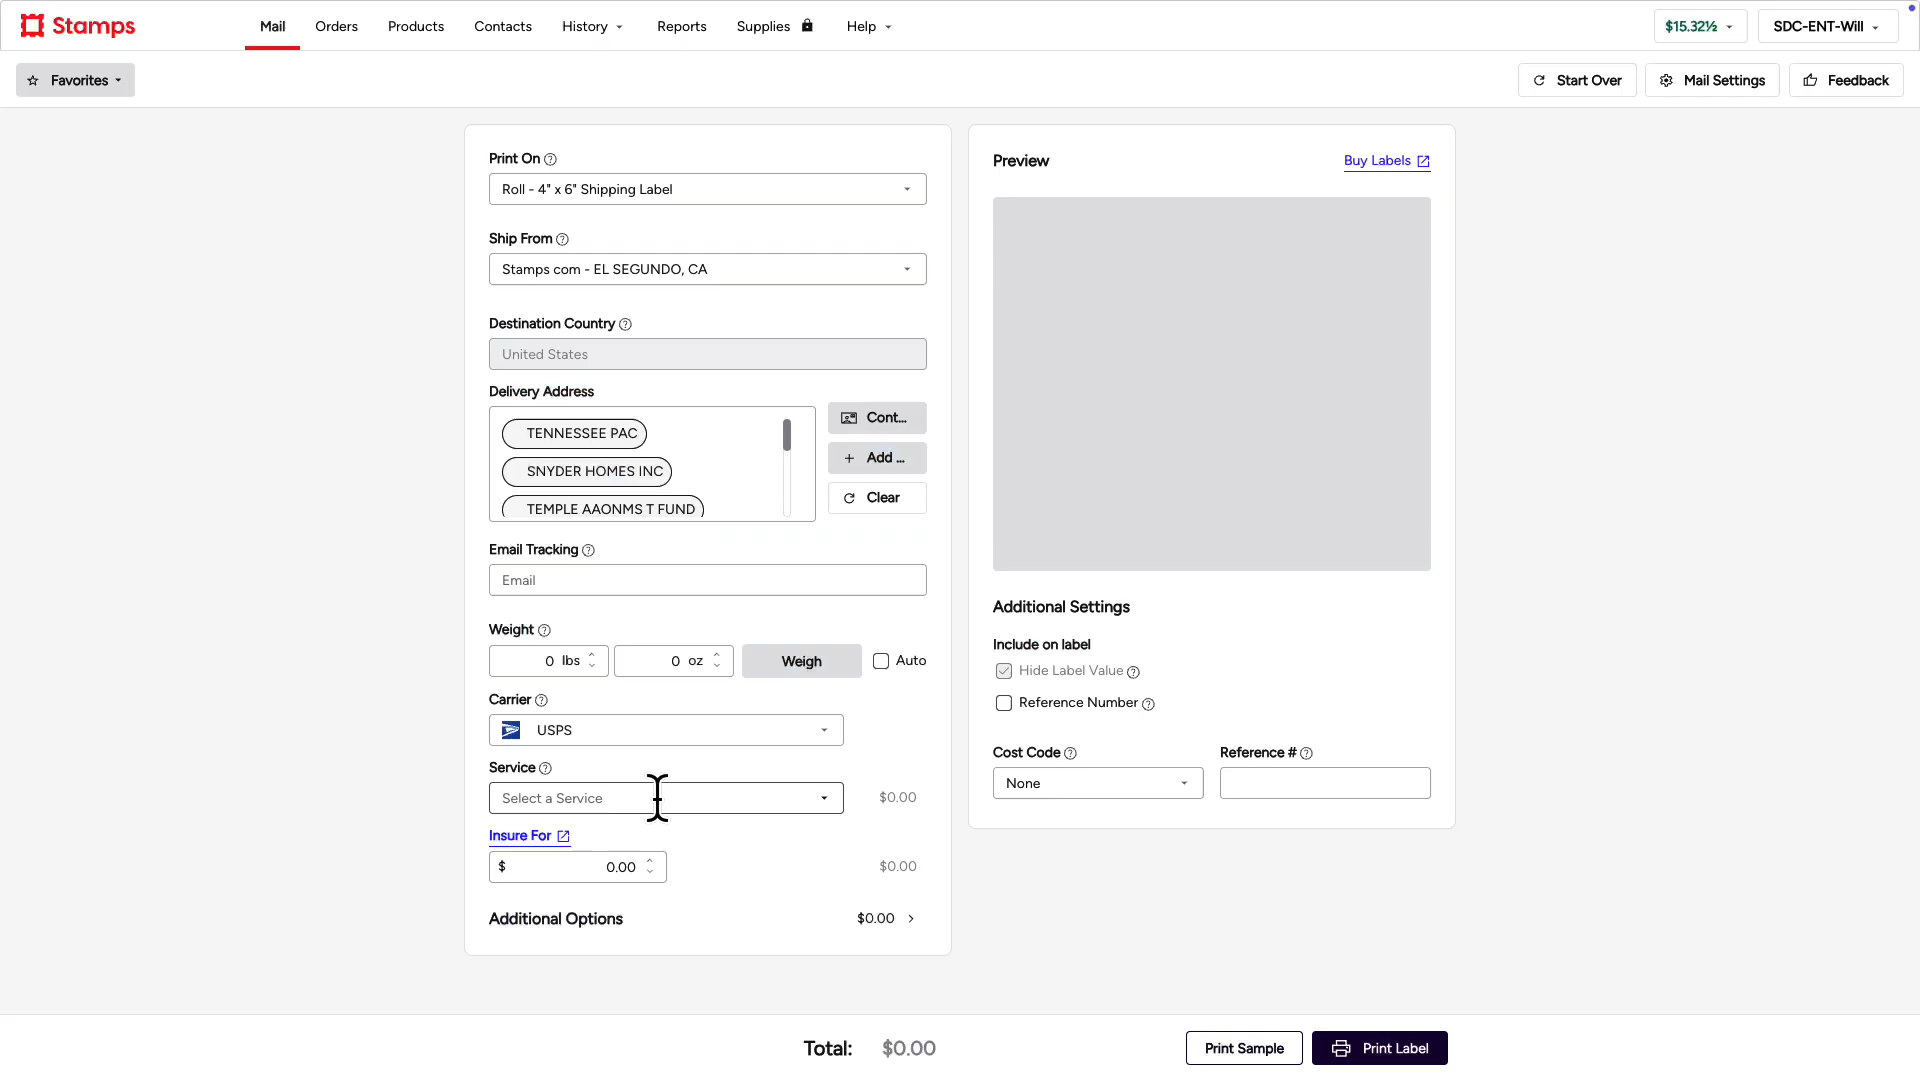 Stamps
Mail
Orders
Products
Contacts
History
Reports
Supplies
Help
$15.32½
SDC-ENT-Will
Favorites
Start Over
Mail Settings
Feedback
Print On
Roll - 4" x 6" Shipping Label
Ship From
Stamps com - EL SEGUNDO, CA
Destination Country
United States
Delivery Address
TENNESSEE PAC
SNYDER HOMES INC
TEMPLE AAONMS T FUND
Cont...
Add ...
Clear
Email Tracking
Email
Weight
0 lbs
0 oz
Weigh
Auto
Carrier
USPS
Service
Select a Service
$0.00
Insure For
$ 0.00
$0.00
Additional Options
$0.00
Preview
Buy Labels
Additional Settings
Include on label
Hide Label Value
Reference Number
Cost Code
None
Reference #
Total: $0.00
Print Sample
Print Label